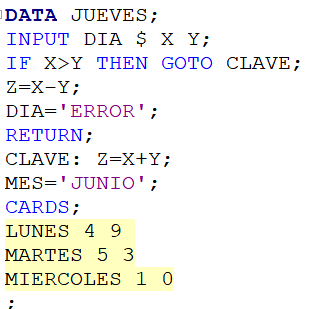 DATA JUEVES;
INPUT DIA $ X Y;
IF X>Y THEN GOTO CLAVE;
Z=X-Y;
DIA='ERROR';
RETURN;
CLAVE: Z=X+Y;
MES='JUNIO';
CARDS;
LUNES 4 9
MARTES 5 3
MIERCOLES 1 0
;